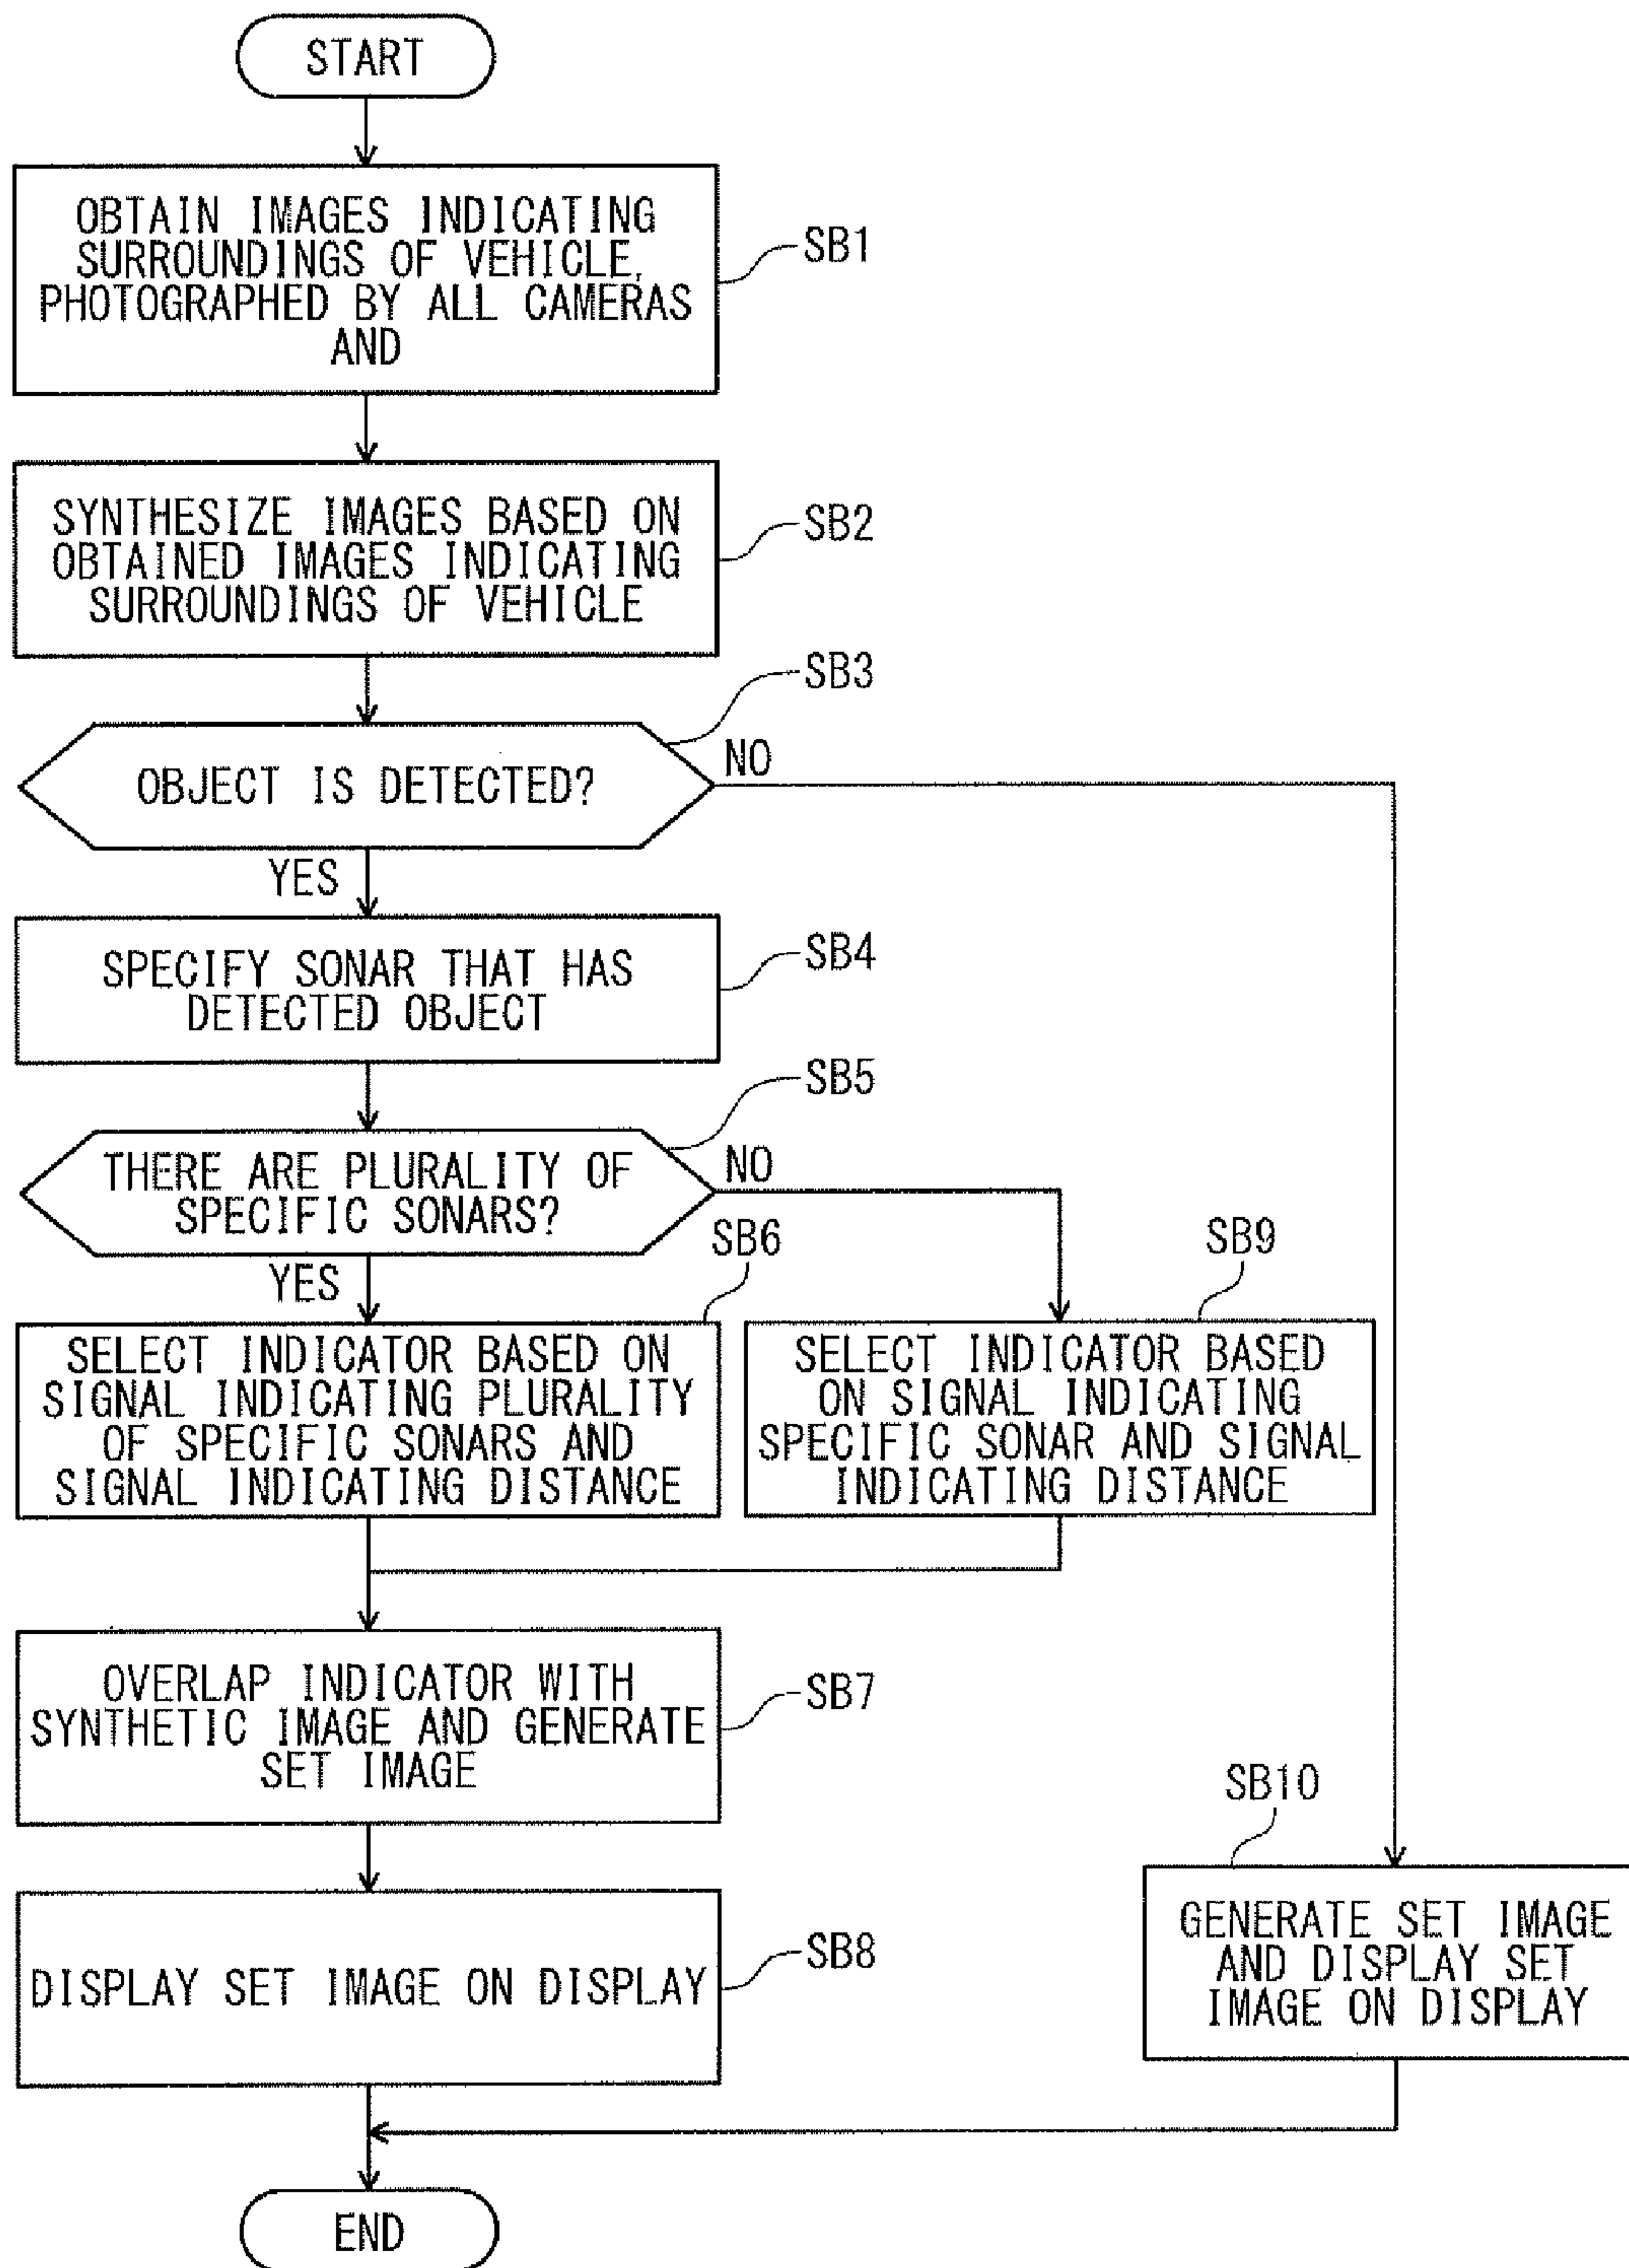 START
OBTAIN IMAGES INDICATING
SURROUNDINGS OF VEHICLE,
PHOTOGRAPHED BY ALL CAMERAS
AND
SB1
SYNTHESIZE IMAGES BASED ON
OBTAINED IMAGES INDICATING
SURROUNDINGS OF VEHICLE
SB2
SB3
OBJECT IS DETECTED?
NO
YES
SPECIFY SONAR THAT HAS
DETECTED OBJECT
SB4
SB5
THERE ARE PLURALITY OF
SPECIFIC SONARS?
NO
YES
SB6
SELECT INDICATOR BASED ON
SIGNAL INDICATING PLURALITY
OF SPECIFIC SONARS AND
SIGNAL INDICATING DISTANCE
SB9
SELECT INDICATOR BASED
ON SIGNAL INDICATING
SPECIFIC SONAR AND SIGNAL
INDICATING DISTANCE
OVERLAP INDICATOR WITH
SYNTHETIC IMAGE AND GENERATE
SET IMAGE
SB7
DISPLAY SET IMAGE ON DISPLAY
SB8
SB10
GENERATE SET IMAGE
AND DISPLAY SET
IMAGE ON DISPLAY
END